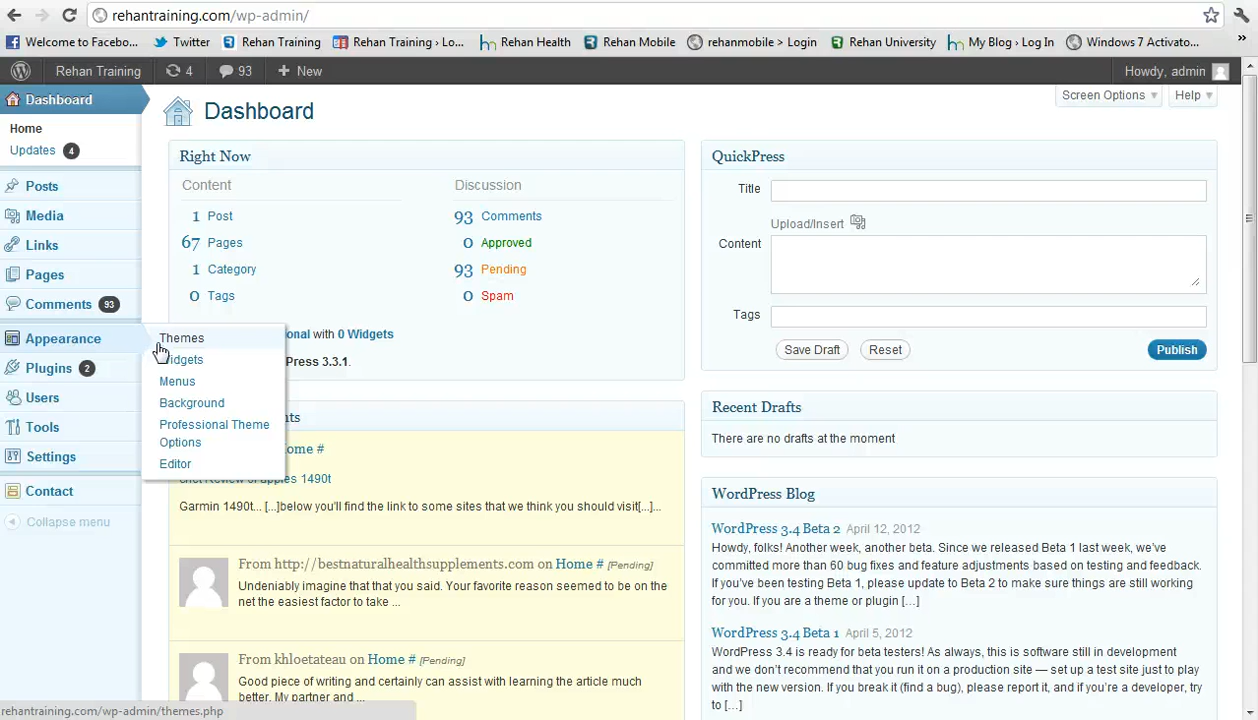 rehantraining.com/wp-admin/
Welcome to Facebo...
Twitter
Rehan Training
Rehan Training › Lo...
Rehan Health
Rehan Mobile
rehanmobile > Login
Rehan University
My Blog › Log In
Windows 7 Activato...
»
Rehan Training
4
93
+ New
Howdy, admin
Dashboard
Home
Updates 4
Posts
Media
Links
Pages
Comments 93
Appearance
Plugins 2
Users
Tools
Settings
Contact
Collapse menu
Themes
Widgets
Menus
Background
Professional Theme
Options
Editor
Dashboard
Screen Options
Help
Right Now
Content
Discussion
1 Post
93 Comments
67 Pages
0 Approved
1 Category
93 Pending
0 Tags
0 Spam
onal with 0 Widgets
Press 3.3.1.
nts
ome #
1490t
Garmin 1490t... [...]below you'll find the link to some sites that we think you should visit[...]...
From http://bestnaturalhealthsupplements.com on Home # [Pending]
Undeniably imagine that that you said. Your favorite reason seemed to be on
the net the easiest factor to take ...
From khloetateau on Home # [Pending]
Good piece of writing and certainly can assist with learning the article much
better. My partner and ...
QuickPress
Title
Upload/Insert
Content
Tags
Save Draft
Reset
Publish
Recent Drafts
There are no drafts at the moment
WordPress Blog
WordPress 3.4 Beta 2 April 12, 2012
Howdy, folks! Another week, another beta. Since we released Beta 1 last week, we've
committed more than 60 bug fixes and feature adjustments based on testing and feedback.
If you've been testing Beta 1, please update to Beta 2 to make sure things are still working
for you. If you are a theme or plugin [...]
WordPress 3.4 Beta 1 April 5, 2012
WordPress 3.4 is ready for beta testers! As always, this is software still in development
and we don't recommend that you run it on a production site — set up a test site just to play
with the new version. If you break it (find a bug), please report it, and if you're a developer, try
to [...]
rehantraining.com/wp-admin/themes.php